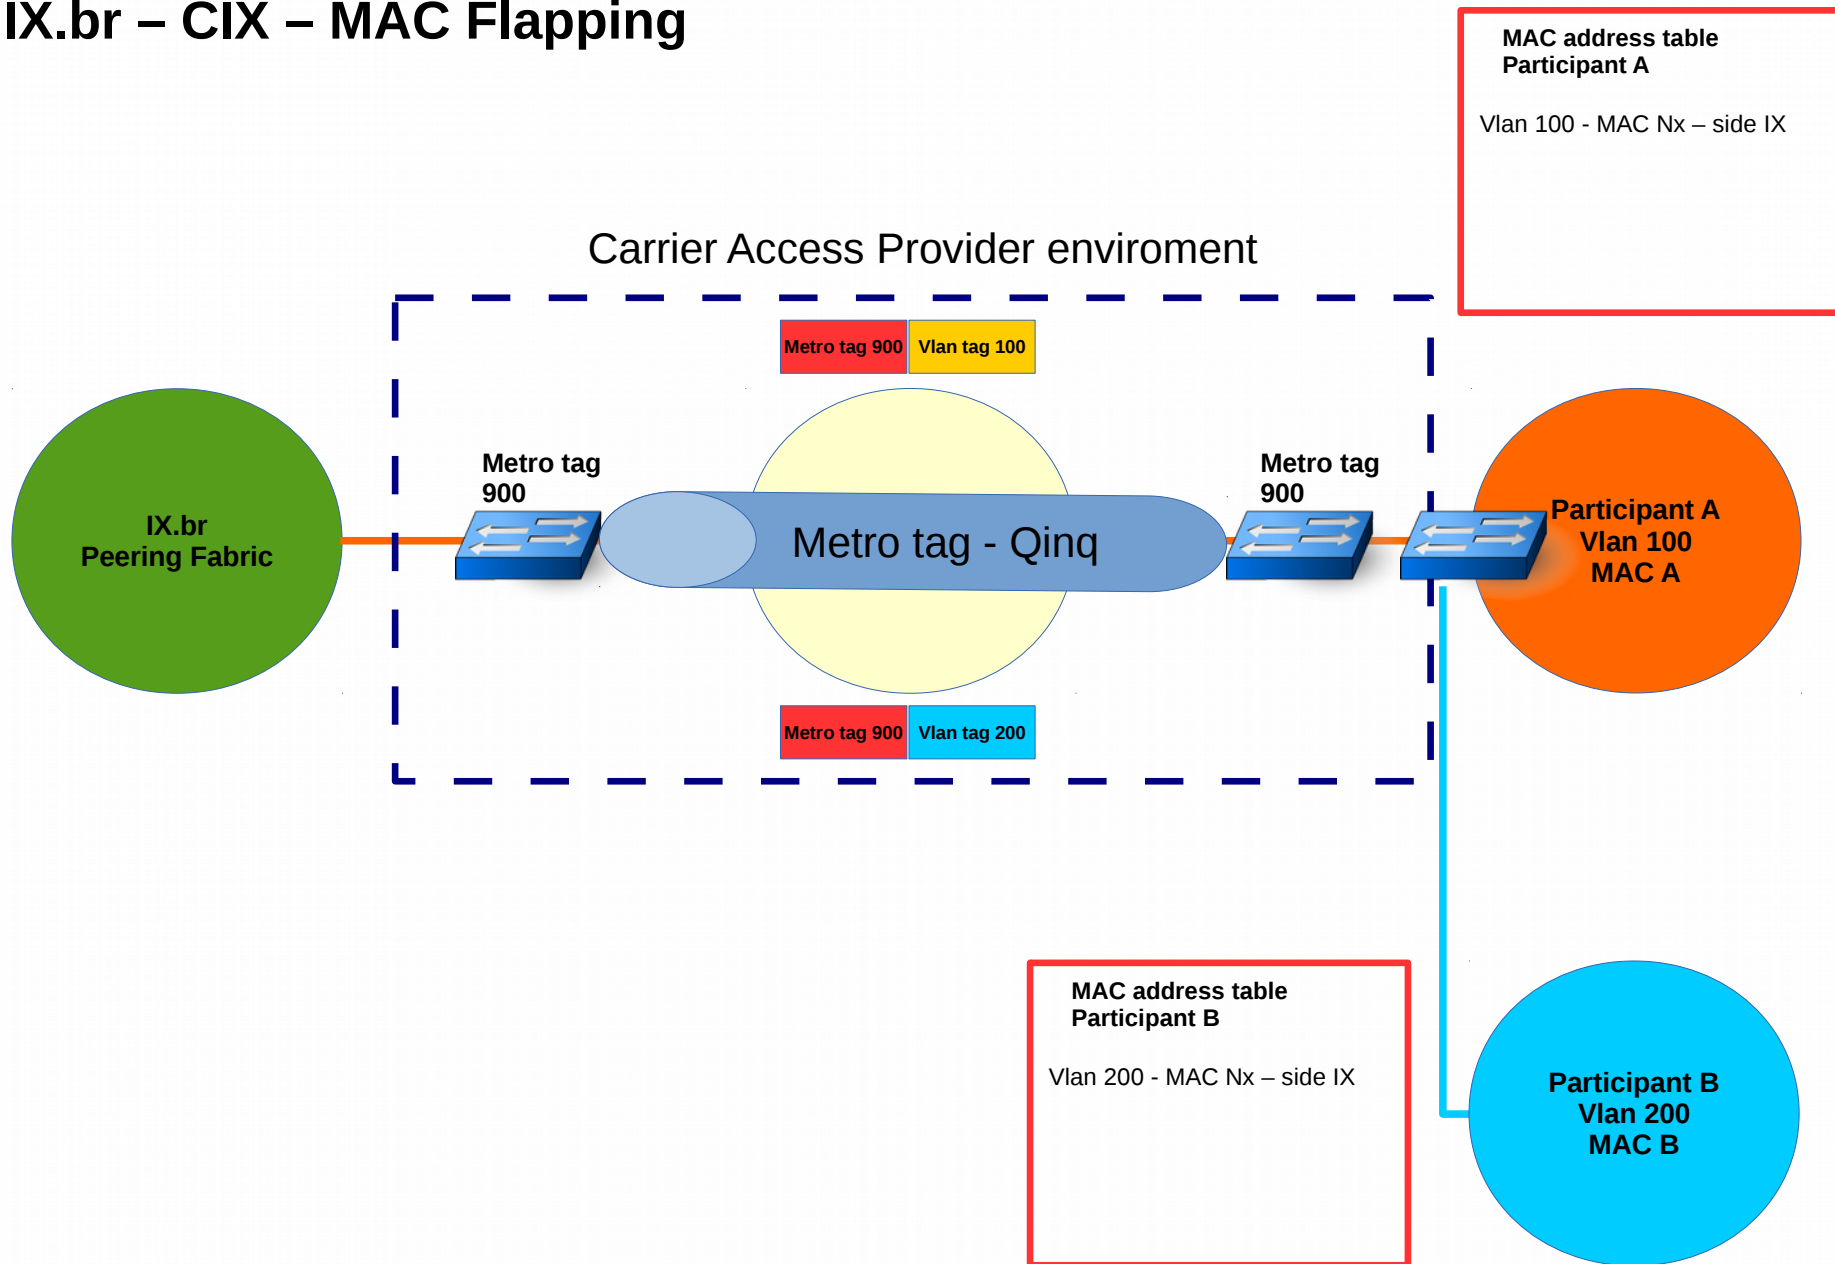 IX.br – CIX – MAC Flapping
MAC address table
Participant A
Vlan 100 - MAC Nx – side IX
Carrier Access Provider enviroment
Metro tag 900
Vlan tag 100
Metro tag
900
Metro tag
900
IX.br
Peering Fabric
Metro tag - Qinq
Participant A
Vlan 100
MAC A
Metro tag 900
Vlan tag 200
MAC address table
Participant B
Vlan 200 - MAC Nx – side IX
Participant B
Vlan 200
MAC B